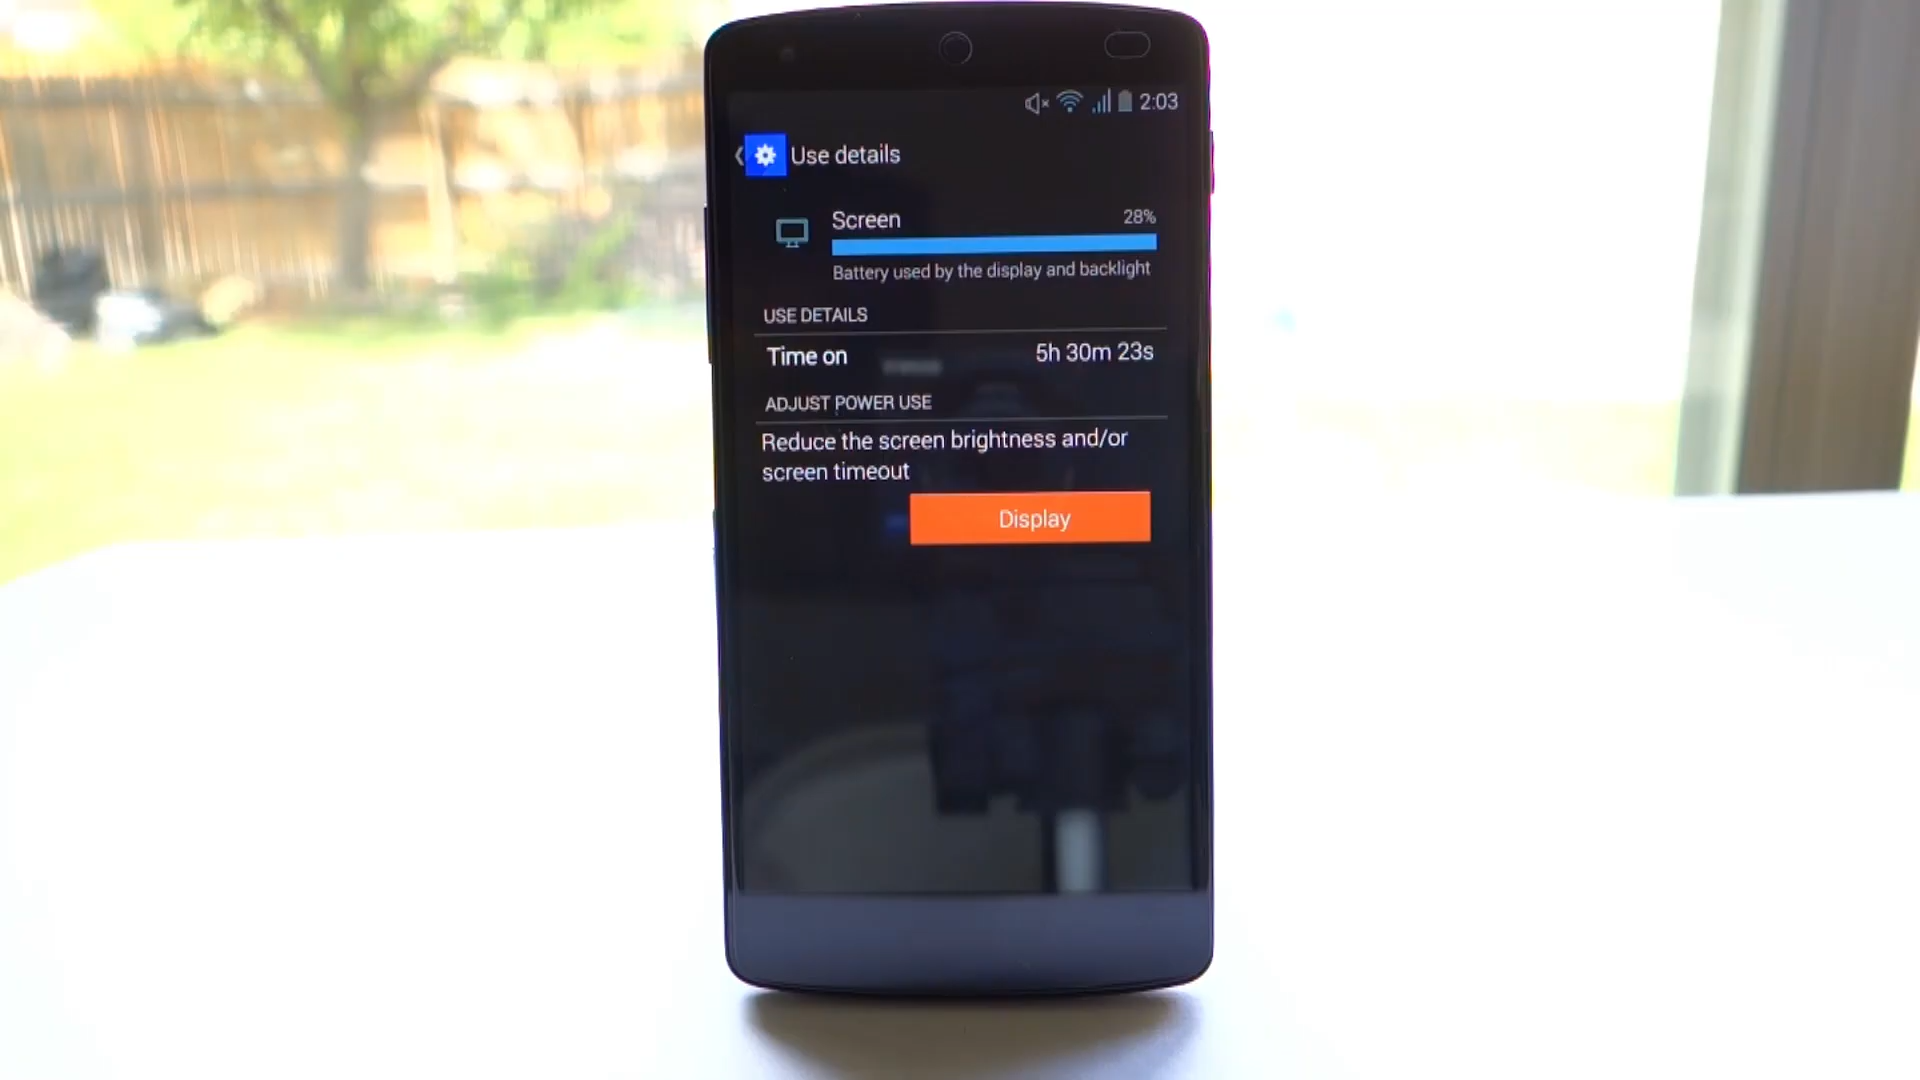 2:03
Use details
Screen 28%
Battery used by the display and backlight
USE DETAILS
Time on 5h 30m 23s
ADJUST POWER USE
Reduce the screen brightness and/or
screen timeout
Display